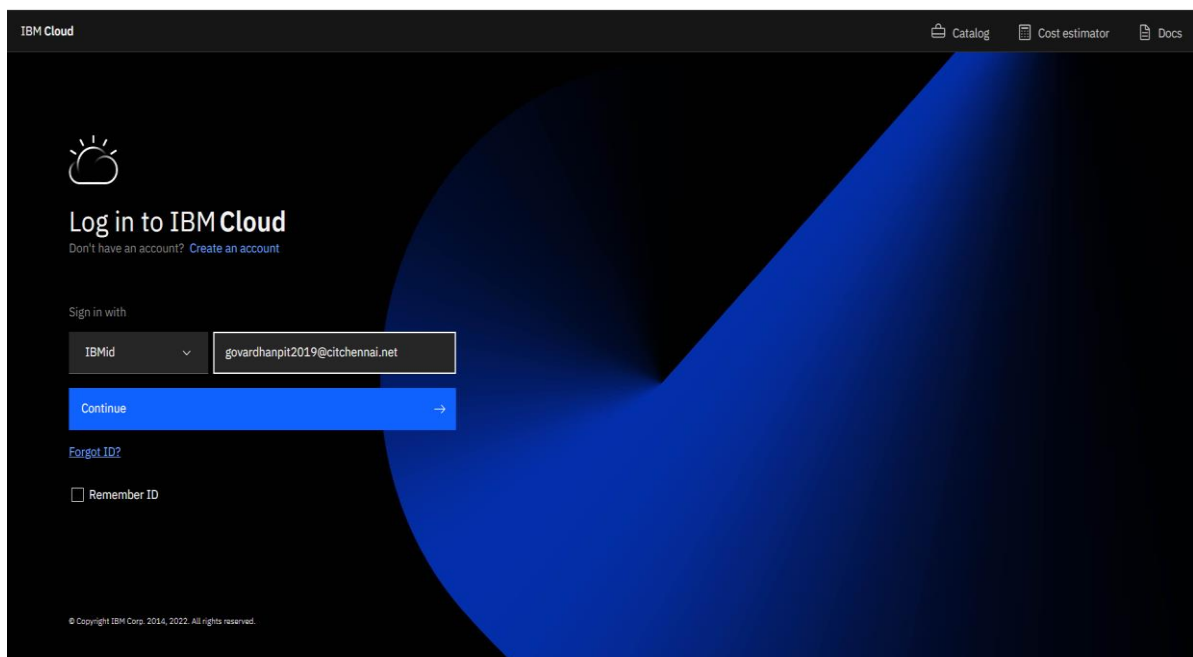 IBM Cloud
Catalog
Cost estimator
Docs
Log in to IBM Cloud
Don't have an account? Create an account
Sign in with
IBMid
govardhanpit2019@citchennai.net
Continue
Forgot ID?
Remember ID
© Copyright IBM Corp. 2014, 2022. All rights reserved.